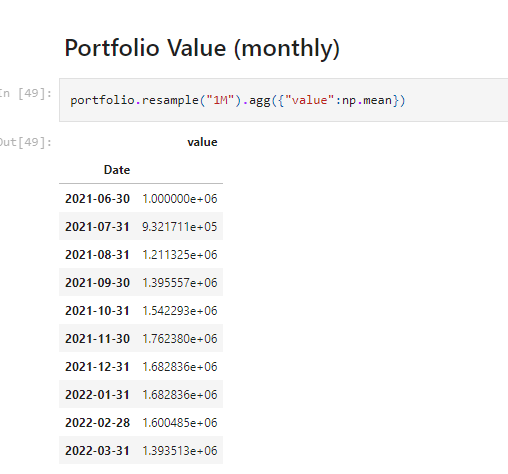 Portfolio Value (monthly)
In [49]:
portfolio.resample("1M").agg({"value":np.mean})
Out[49]:
value
Date
2021-06-30 1.000000e+06
2021-07-31 9.321711e+05
2021-08-31 1.211325e+06
2021-09-30 1.395557e+06
2021-10-31 1.542293e+06
2021-11-30 1.762380e+06
2021-12-31 1.682836e+06
2022-01-31 1.682836e+06
2022-02-28 1.600485e+06
2022-03-31 1.393513e+06